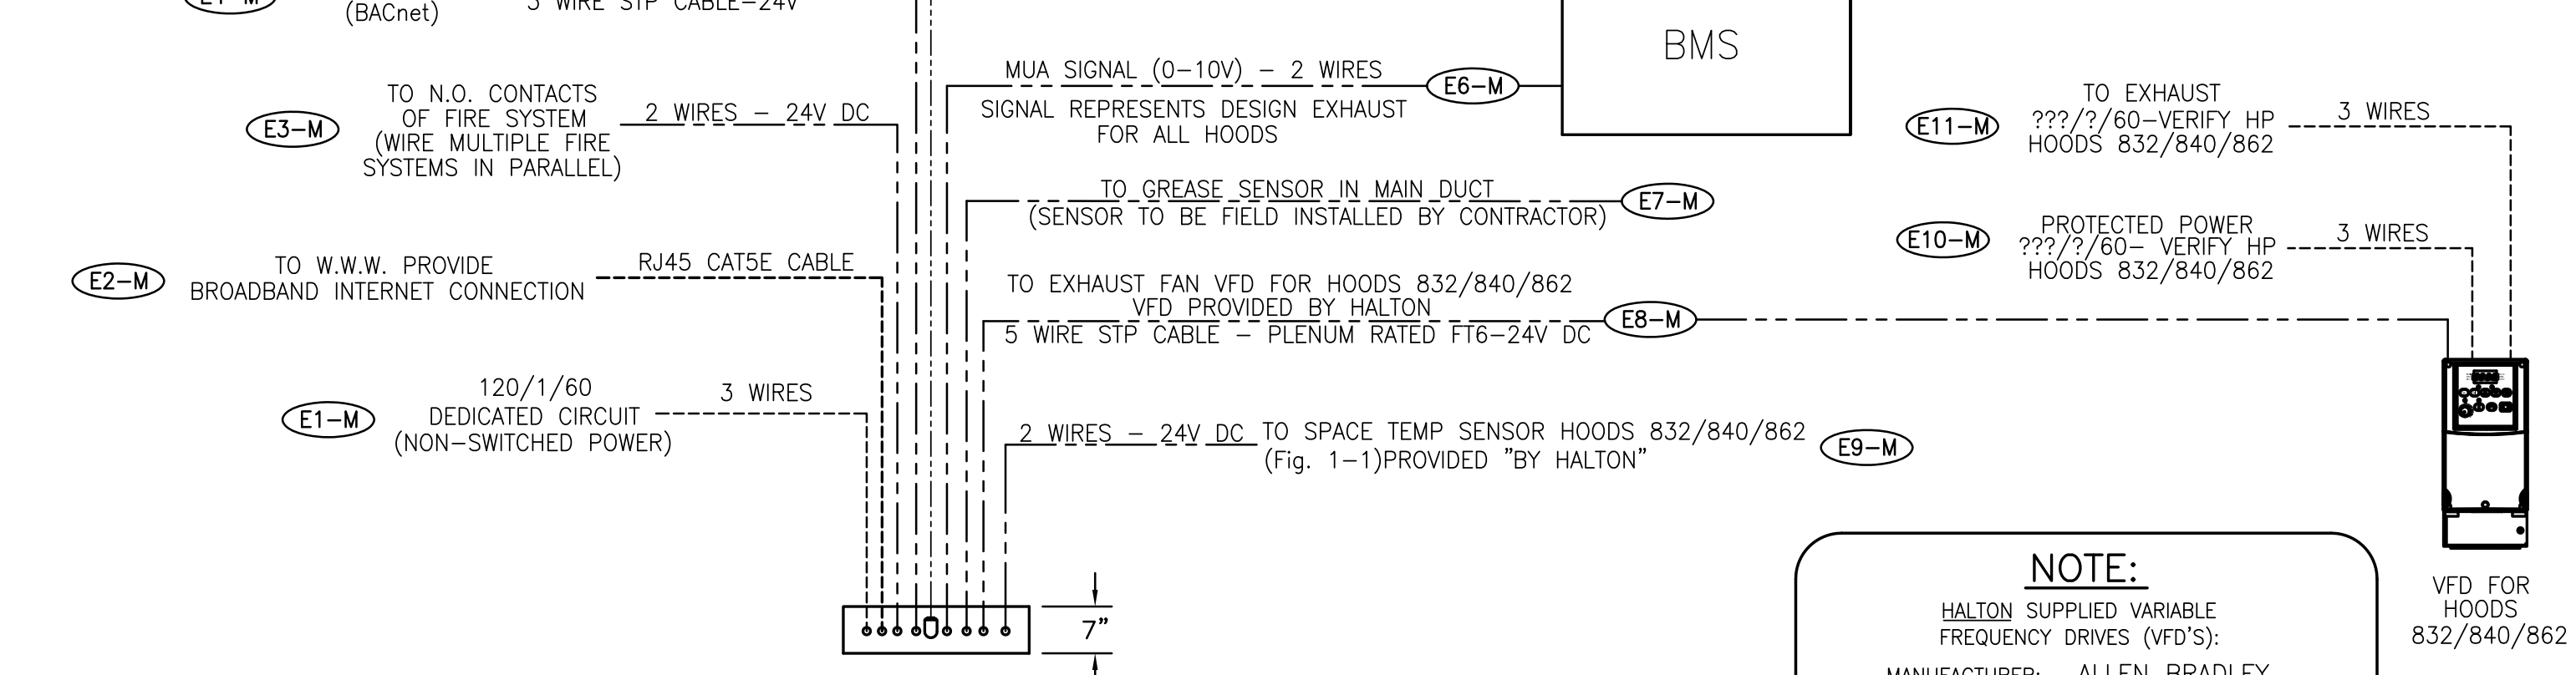 (BACnet)
BMS
MUA SIGNAL (0-10V) - 2 WIRES
E6-M
SIGNAL REPRESENTS DESIGN EXHAUST
FOR ALL HOODS
E3-M
TO N.O. CONTACTS
OF FIRE SYSTEM
(WIRE MULTIPLE FIRE
SYSTEMS IN PARALLEL)
2 WIRES - 24V DC
E11-M
TO EXHAUST
???/?/60-VERIFY HP
HOODS 832/840/862
3 WIRES
TO GREASE SENSOR IN MAIN DUCT
(SENSOR TO BE FIELD INSTALLED BY CONTRACTOR)
E7-M
E10-M
PROTECTED POWER
???/?/60- VERIFY HP
HOODS 832/840/862
3 WIRES
E2-M
TO W.W.W. PROVIDE
BROADBAND INTERNET CONNECTION
RJ45 CAT5E CABLE
TO EXHAUST FAN VFD FOR HOODS 832/840/862
VFD PROVIDED BY HALTON
5 WIRE STP CABLE - PLENUM RATED FT6-24V DC
E8-M
E1-M
120/1/60
DEDICATED CIRCUIT
(NON-SWITCHED POWER)
3 WIRES
2 WIRES - 24V DC
TO SPACE TEMP SENSOR HOODS 832/840/862
(Fig. 1-1)PROVIDED "BY HALTON"
E9-M
7"
NOTE:
HALTON SUPPLIED VARIABLE
FREQUENCY DRIVES (VFD'S):
MANUFACTURER: ALLEN BRADLEY
VFD FOR
HOODS
832/840/862